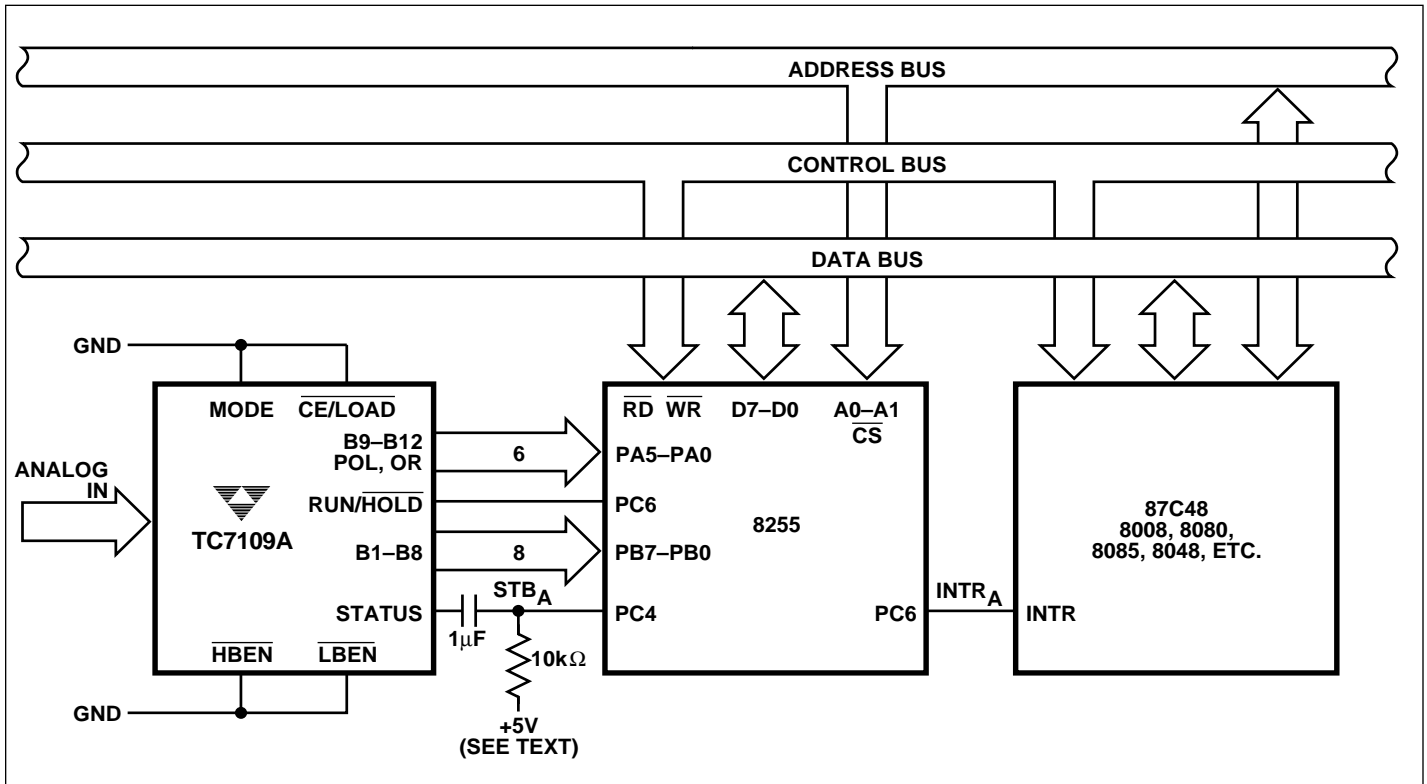 ADDRESS BUS
CONTROL BUS
DATA BUS
GND
MODE
CE/LOAD
B9–B12
POL, OR
6
ANALOG
IN
RUN/HOLD
TC7109A
B1–B8
8
STATUS
1µF
STB A
10kΩ
+5V
(SEE TEXT)
HBEN
LBEN
GND
RD WR
D7–D0
A0–A1
CS
PA5–PA0
PC6
8255
PB7–PB0
PC4
PC6
INTR A
87C48
8008, 8080,
8085, 8048, ETC.
INTR